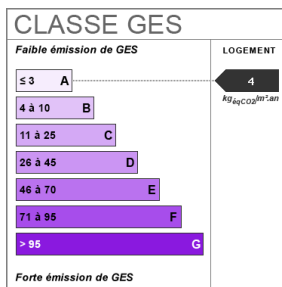 CLASSE GES
Faible émission de GES
LOGEMENT
≤ 3 A
4
4 à 10 B
kgéqCO2/m².an
11 à 25 C
26 à 45 D
46 à 70 E
71 à 95 F
> 95 G
Forte émission de GES